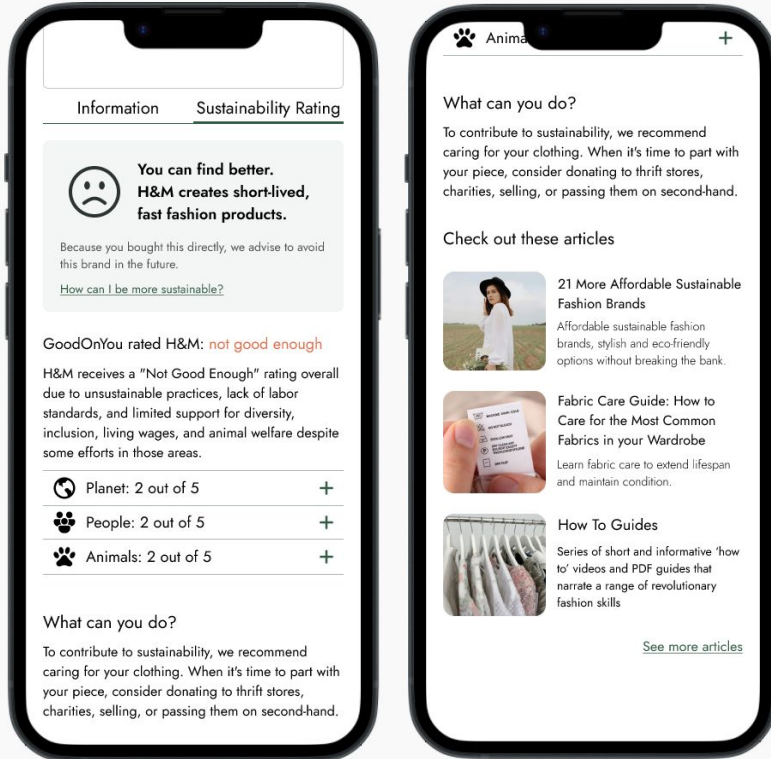 Information
Sustainability Rating
You can find better.
H&M creates short-lived,
fast fashion products.
Because you bought this directly, we advise to avoid
this brand in the future.
How can I be more sustainable?
GoodOnYou rated H&M: not good enough
H&M receives a "Not Good Enough" rating overall
due to unsustainable practices, lack of labor
standards, and limited support for diversity,
inclusion, living wages, and animal welfare despite
some efforts in those areas.
Planet: 2 out of 5
People: 2 out of 5
Animals: 2 out of 5
What can you do?
To contribute to sustainability, we recommend
caring for your clothing. When it's time to part with
your piece, consider donating to thrift stores,
charities, selling, or passing them on second-hand.
Anima
What can you do?
To contribute to sustainability, we recommend
caring for your clothing. When it's time to part with
your piece, consider donating to thrift stores,
charities, selling, or passing them on second-hand.
Check out these articles
21 More Affordable Sustainable
Fashion Brands
Affordable sustainable fashion
brands, stylish and eco-friendly
options without breaking the bank.
Fabric Care Guide: How to
Care for the Most Common
Fabrics in your Wardrobe
Learn fabric care to extend lifespan
and maintain condition.
How To Guides
Series of short and informative ‘how
to’ videos and PDF guides that
narrate a range of revolutionary
fashion skills
See more articles